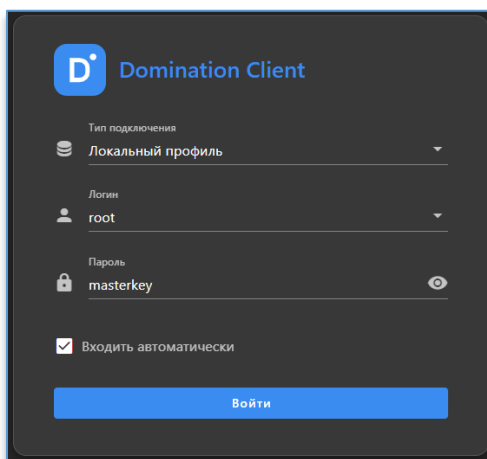 D
Domination Client
Тип подключения
Локальный профиль
Логин
root
Пароль
masterkey
Входить автоматически
Войти